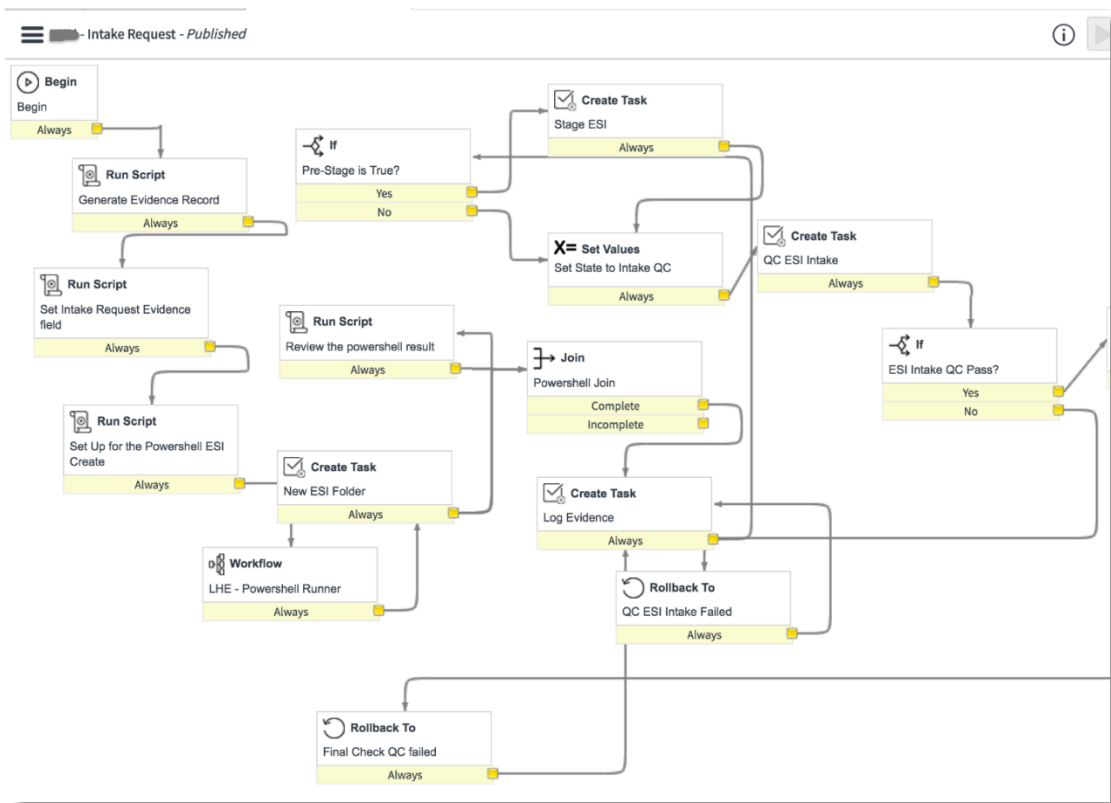 - Intake Request - Published
Begin
Begin
Always
Run Script
Generate Evidence Record
Always
Run Script
Set Intake Request Evidence
field
Always
Run Script
Set Up for the Powershell ESI
Create
Always
If
Pre-Stage is True?
Yes
No
Run Script
Review the powershell result
Always
Create Task
New ESI Folder
Always
Workflow
LHE - Powershell Runner
Always
Create Task
Stage ESI
Always
X= Set Values
Set State to Intake QC
Always
Join
Powershell Join
Complete
Incomplete
Create Task
Log Evidence
Always
Rollback To
QC ESI Intake Failed
Always
Create Task
QC ESI Intake
Always
If
ESI Intake QC Pass?
Yes
No
Rollback To
Final Check QC failed
Always